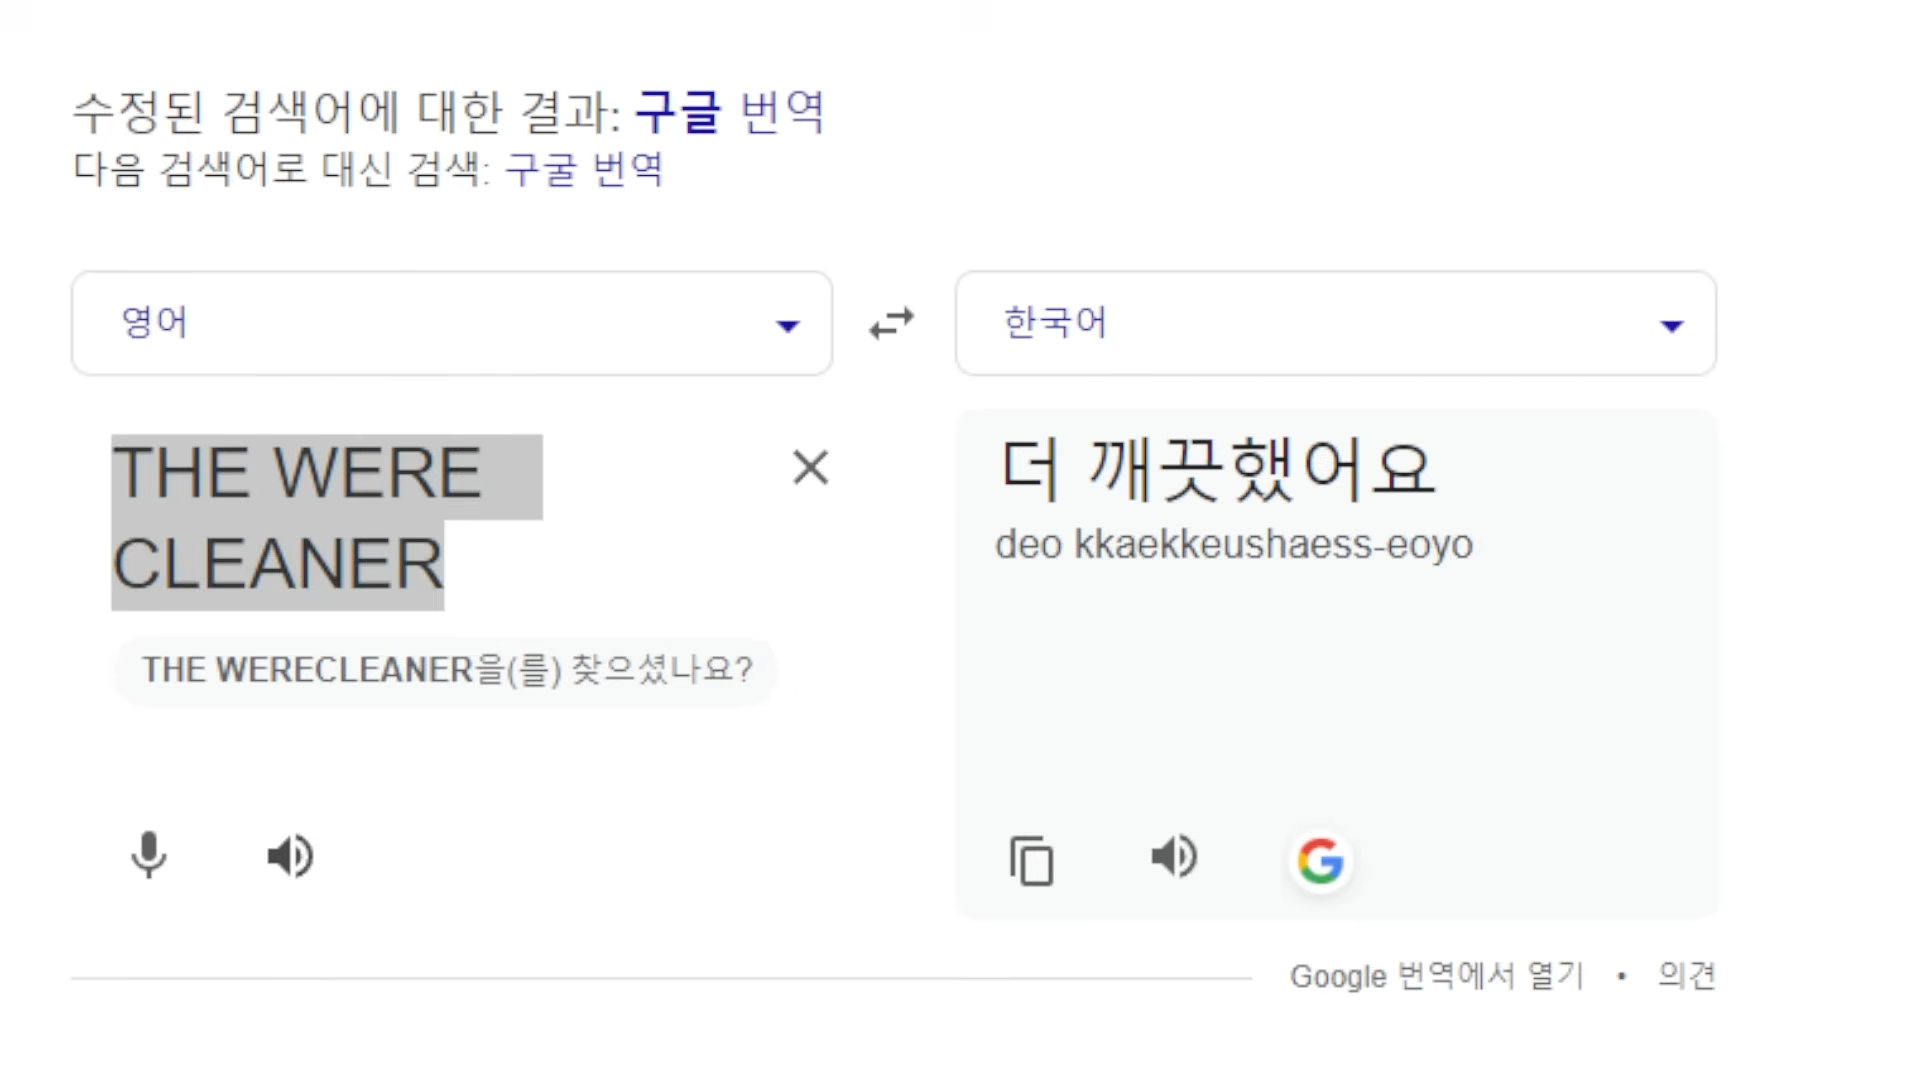 수정된 검색어에 대한 결과: 구글 번역
다음 검색어로 대신 검색: 구굴 번역
영어
한국어
THE WERE
CLEANER
THE WERECLEANER을(를) 찾으셨나요?
더 깨끗했어요
deo kkaekkeushaess-eoyo
Google 번역에서 열기 • 의견